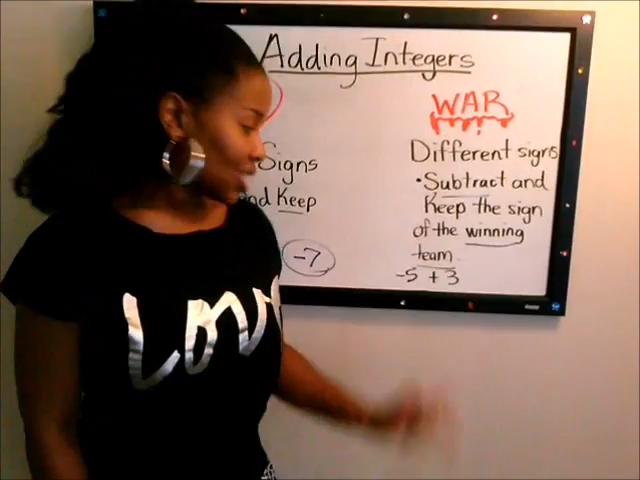 Adding Integers
WAR
Signs
and Keep
-7
Different signs
•Subtract and
Keep the sign
of the winning
team
-5 + 3
LOVE